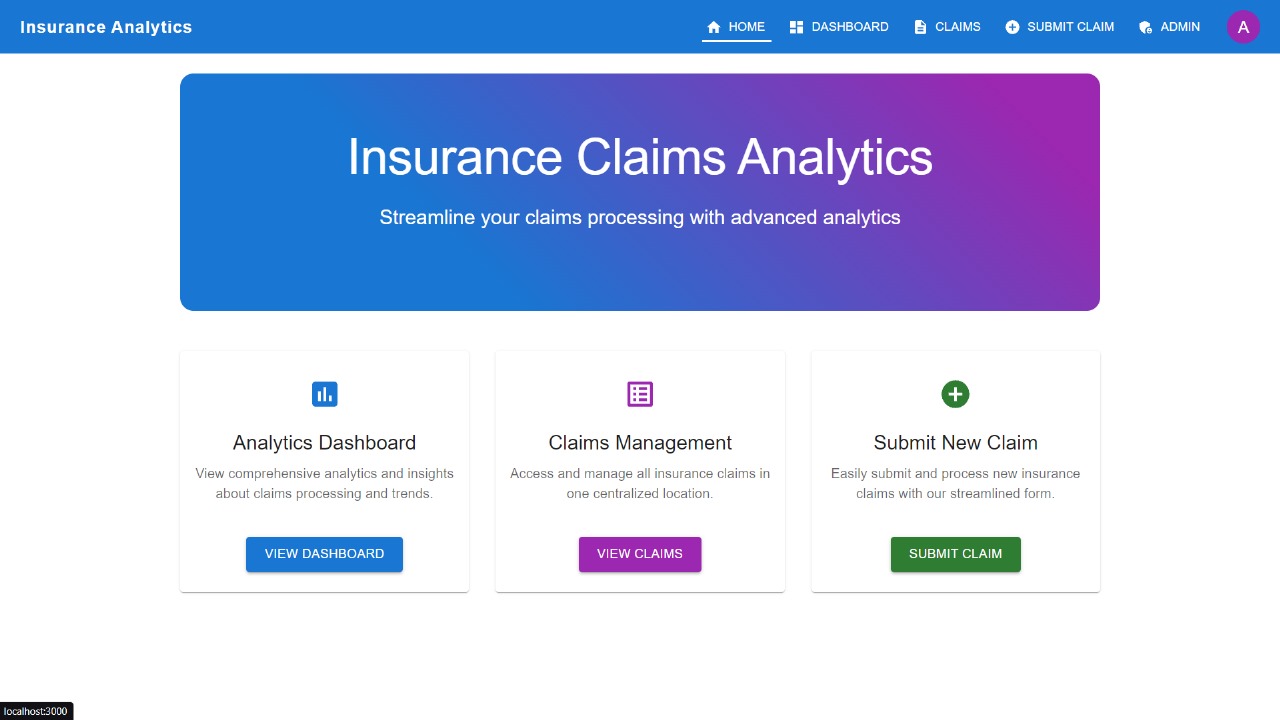 Insurance Analytics
HOME
DASHBOARD
CLAIMS
SUBMIT CLAIM
ADMIN
A
Insurance Claims Analytics
Streamline your claims processing with advanced analytics
Analytics Dashboard
View comprehensive analytics and insights
about claims processing and trends.
VIEW DASHBOARD
Claims Management
Access and manage all insurance claims in
one centralized location.
VIEW CLAIMS
Submit New Claim
Easily submit and process new insurance
claims with our streamlined form.
SUBMIT CLAIM
localhost:3000